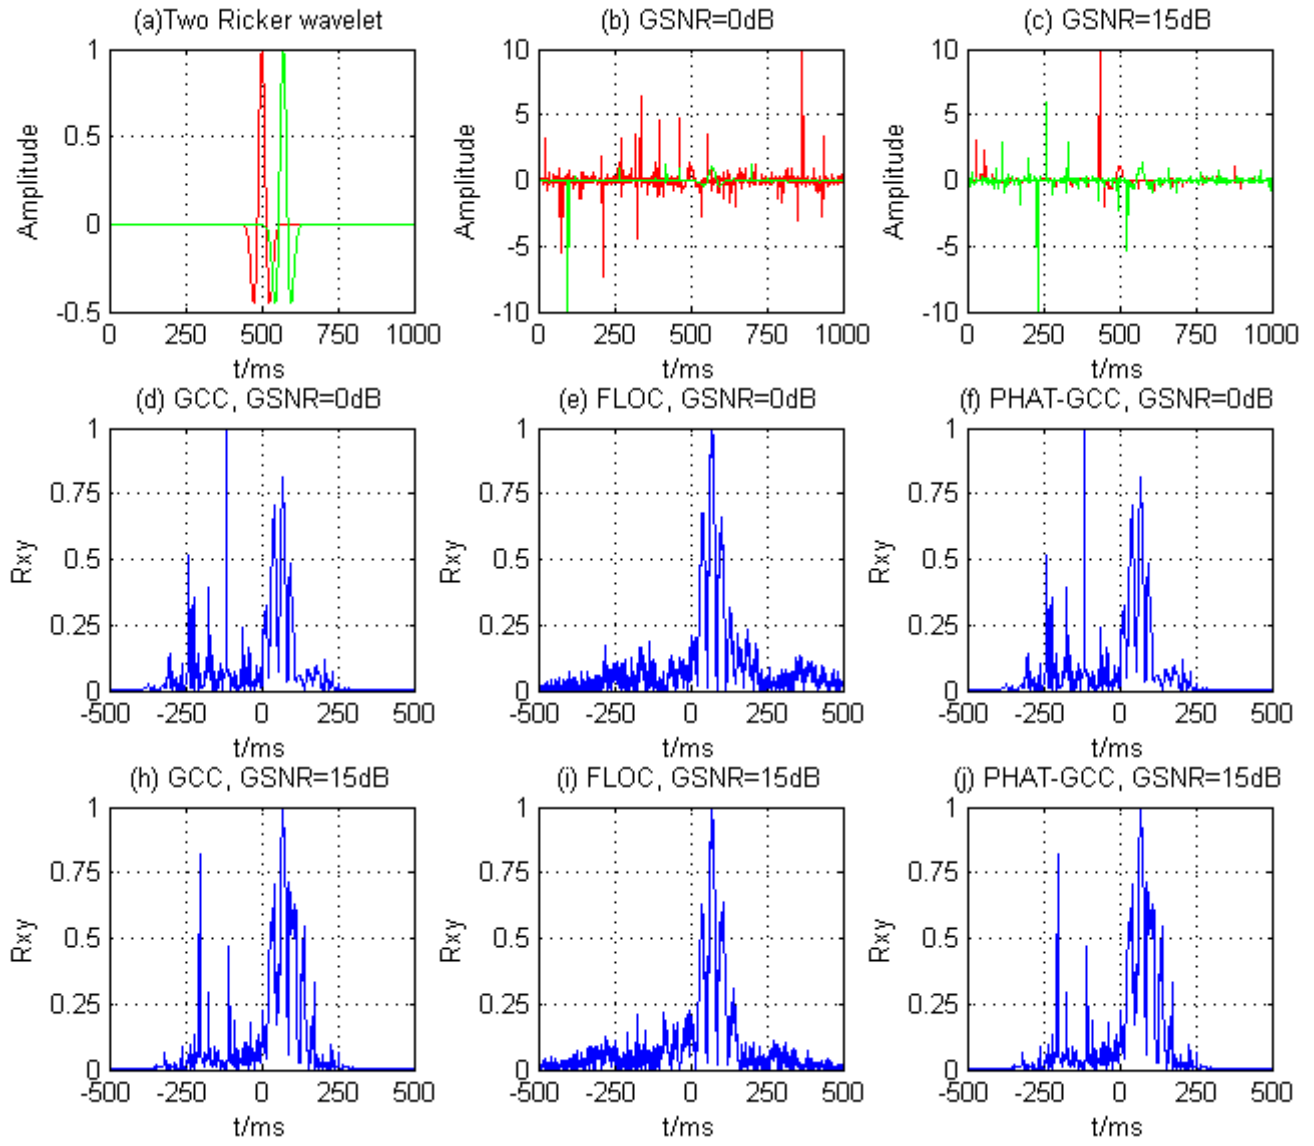 (a)Two Ricker wavelet
(b) GSNR=0dB
(c) GSNR=15dB
Amplitude
1
0.5
0
-0.5
0 250 500 750 1000
t/ms
Amplitude
10
5
0
-5
-10
0 250 500 750 1000
t/ms
Amplitude
10
5
0
-5
-10
0 250 500 750 1000
t/ms
(d) GCC, GSNR=0dB
(e) FLOC, GSNR=0dB
(f) PHAT-GCC, GSNR=0dB
Rxy
1
0.75
0.5
0.25
0
-500 -250 0 250 500
t/ms
Rxy
1
0.75
0.5
0.25
0
-500 -250 0 250 500
t/ms
Rxy
1
0.75
0.5
0.25
0
-500 -250 0 250 500
t/ms
(h) GCC, GSNR=15dB
(i) FLOC, GSNR=15dB
(j) PHAT-GCC, GSNR=15dB
Rxy
1
0.75
0.5
0.25
0
-500 -250 0 250 500
t/ms
Rxy
1
0.75
0.5
0.25
0
-500 -250 0 250 500
t/ms
Rxy
1
0.75
0.5
0.25
0
-500 -250 0 250 500
t/ms